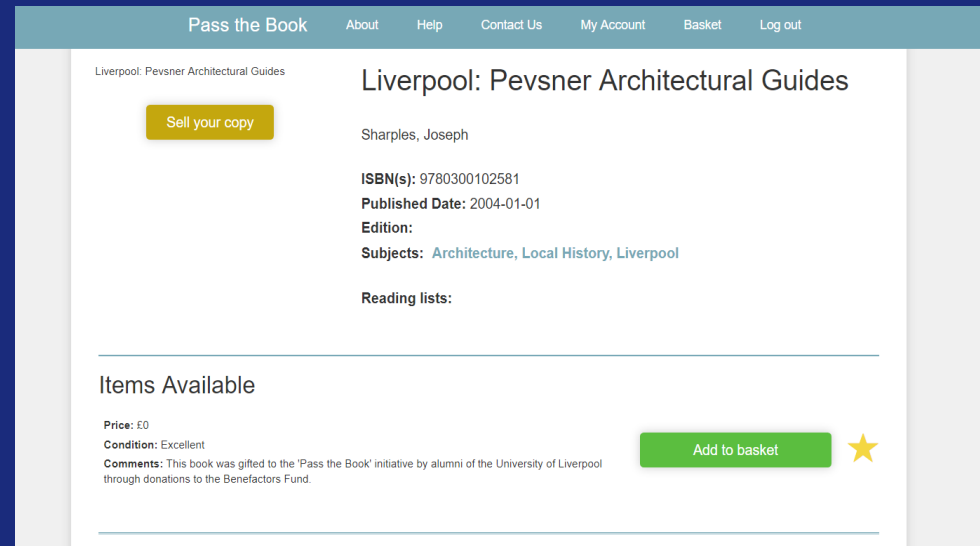 Pass the Book About Help Contact Us My Account Basket Log out
Liverpool: Pevsner Architectural Guides
Sell your copy
Liverpool: Pevsner Architectural Guides
Sharples, Joseph
ISBN(s): 9780300102581
Published Date: 2004-01-01
Edition:
Subjects: Architecture, Local History, Liverpool
Reading lists:
Items Available
Price: £0
Condition: Excellent
Comments: This book was gifted to the 'Pass the Book' initiative by alumni of the University of Liverpool
through donations to the Benefactors Fund.
Add to basket